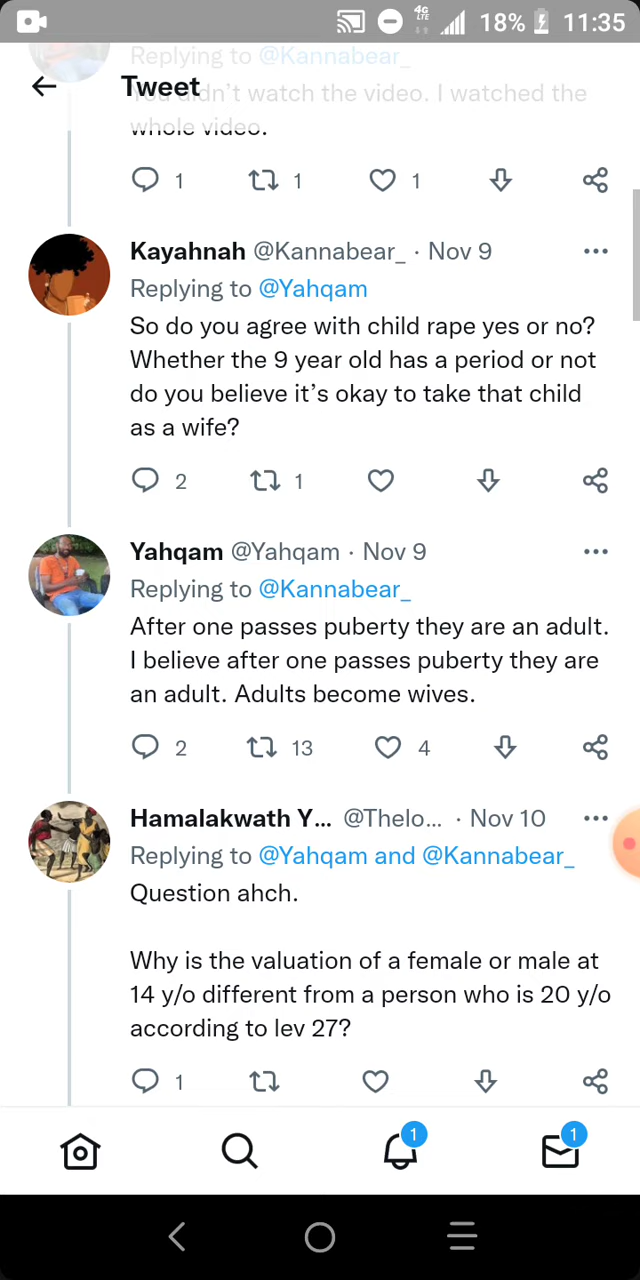 4G
LTE
18%
11:35
Replying to @Kannabear_
Tweet
You didn't watch the video. I watched the
whole video.
1
1
1
Kayahnah @Kannabear_ · Nov 9
Replying to @Yahqam
So do you agree with child rape yes or no?
Whether the 9 year old has a period or not
do you believe it's okay to take that child
as a wife?
2
1
Yahqam @Yahqam · Nov 9
Replying to @Kannabear_
After one passes puberty they are an adult.
I believe after one passes puberty they are
an adult. Adults become wives.
2
13
4
Hamalakwath Y... @Thelo... · Nov 10
Replying to @Yahqam and @Kannabear_
Question ahch.
Why is the valuation of a female or male at
14 y/o different from a person who is 20 y/o
according to lev 27?
1
1
1